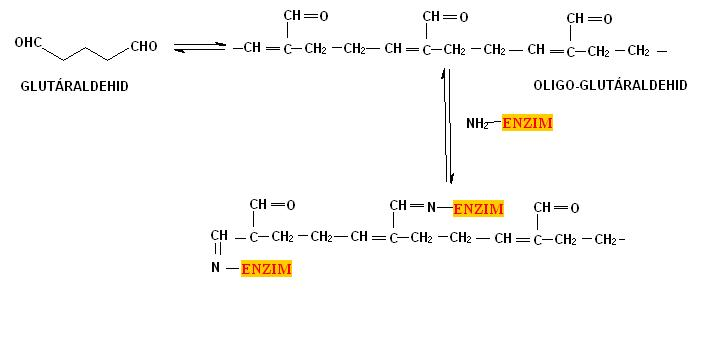 CH=O CH=O CH=O
OHC CHO -CH=C-CH2-CH2-CH=C-CH2-CH2-CH=C-CH2-CH2-
GLUTÁRALDEHID OLIGO-GLUTÁRALDEHID
NH2-ENZIM
CH=O CH=N-ENZIM CH=O
CH-C-CH2-CH2-CH=C-CH2-CH2-CH=C-CH2-CH2-
N-ENZIM